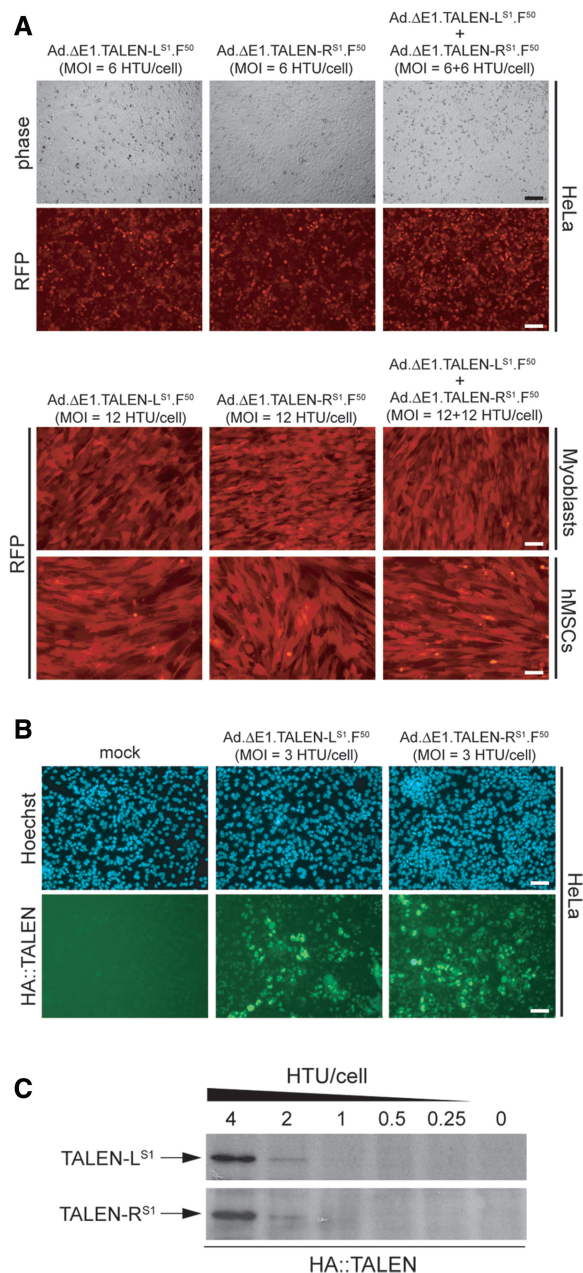 A
Ad.ΔE1.TALEN-L^S1.F^50
(MOI = 6 HTU/cell)
Ad.ΔE1.TALEN-R^S1.F^50
(MOI = 6 HTU/cell)
Ad.ΔE1.TALEN-L^S1.F^50
+
Ad.ΔE1.TALEN-R^S1.F^50
(MOI = 6+6 HTU/cell)
phase
RFP
HeLa
Ad.ΔE1.TALEN-L^S1.F^50
(MOI = 12 HTU/cell)
Ad.ΔE1.TALEN-R^S1.F^50
(MOI = 12 HTU/cell)
Ad.ΔE1.TALEN-L^S1.F^50
+
Ad.ΔE1.TALEN-R^S1.F^50
(MOI = 12+12 HTU/cell)
RFP
Myoblasts
hMSCs
B
mock
Ad.ΔE1.TALEN-L^S1.F^50
(MOI = 3 HTU/cell)
Ad.ΔE1.TALEN-R^S1.F^50
(MOI = 3 HTU/cell)
Hoechst
HA::TALEN
HeLa
C
HTU/cell
4 2 1 0.5 0.25 0
TALEN-L^S1
TALEN-R^S1
HA::TALEN